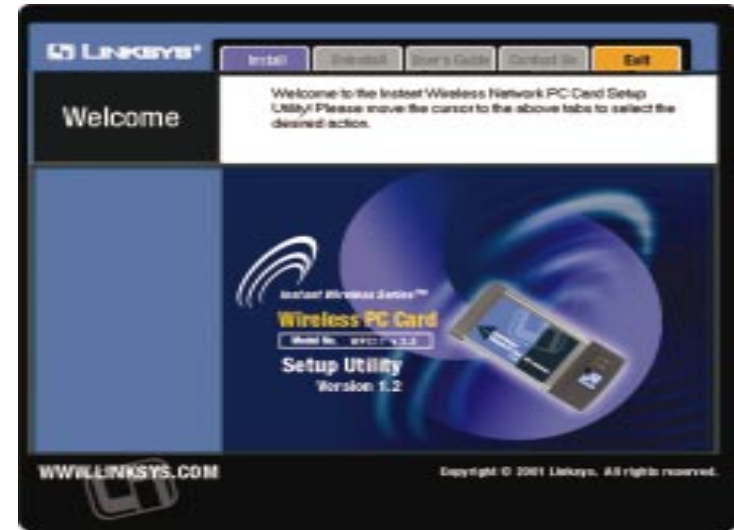 LINKSYS®
Install
Uninstall
User's Guide
Contact Us
Exit
Welcome
Welcome to the Instant Wireless Network PC Card Setup
Utility! Please move the cursor to the above tabs to select the
desired action.
Instant Wireless Series™
Wireless PC Card
Model No.
Setup Utility
Version 1.2
WWW.LINKSYS.COM
Copyright © 2001 Linksys. All rights reserved.